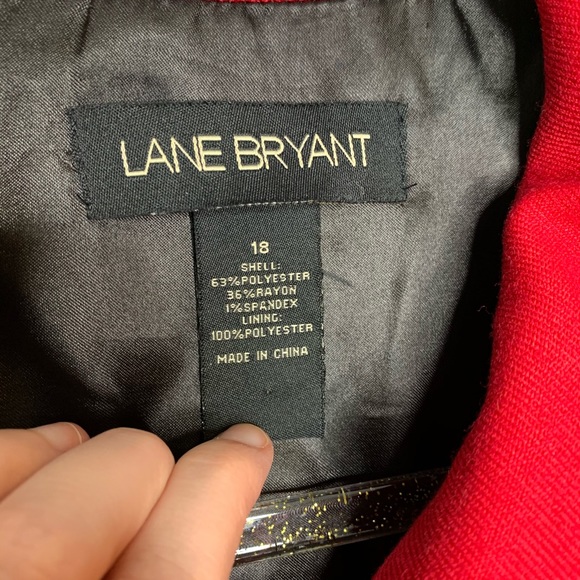 LANE BRYANT
18
SHELL:
63%POLYESTER
36%RAYON
1%SPANDEX
LINING:
100%POLYESTER
MADE IN CHINA